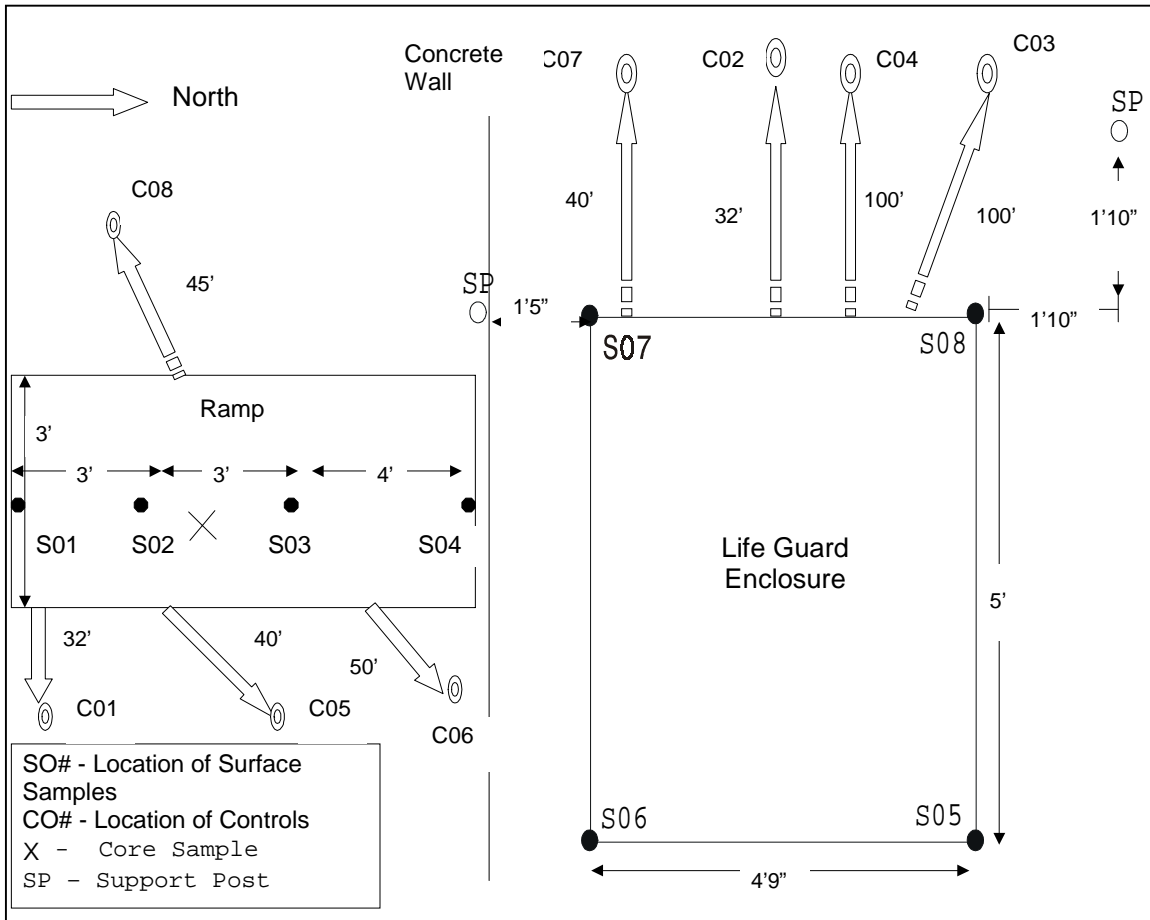 Concrete
Wall
C07
C02
C04
C03
North
SP
C08
40’
32’
100’
100’
1’10”
45’
SP
1’5”
1’10”
S07
S08
Ramp
3’
3’
3’
4’
S01
S02
S03
S04
Life Guard
Enclosure
5’
32’
40’
50’
C01
C05
C06
SO# - Location of Surface
Samples
CO# - Location of Controls
X - Core Sample
SP – Support Post
S06
S05
4’9”